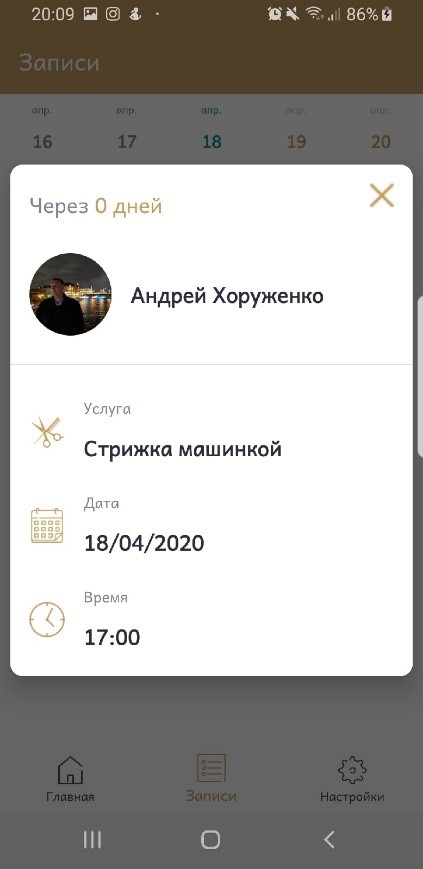 20:09
86%
Записи
апр. апр. апр. апр. апр.
16 17 18 19 20
Через 0 дней
Андрей Хоруженко
Услуга
Стрижка машинкой
Дата
18/04/2020
Время
17:00
Главная Записи Настройки